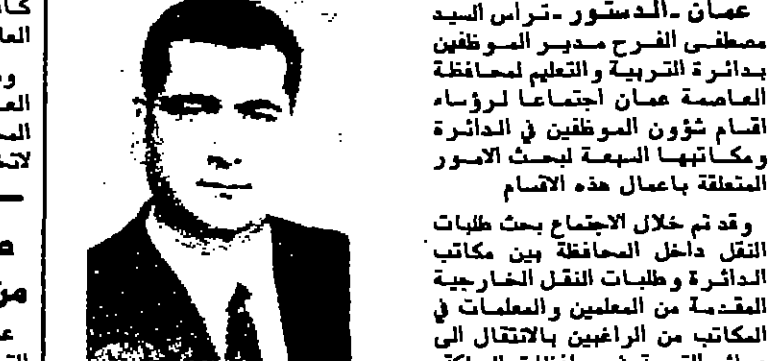 عمان ـ الدستور ـ تراس السيد
مصطفى الفرح مدير الموظفين
بدائرة التربية والتعليم لمحافظة
العاصمة عمان اجتماعا لرؤساء
اقسام شؤون الموظفين في الدائرة
ومكاتبها السبعة لبحث الامور
المتعلقة باعمال هذه الاقسام
وقد تم خلال الاجتماع بحث طلبات
النقل داخل المحافظة بين مكاتب
الدائرة وطلبات النقل الخارجية
المقدمة من المعلمين والمعلمات في
المكاتب من الراغبين بالانتقال الى